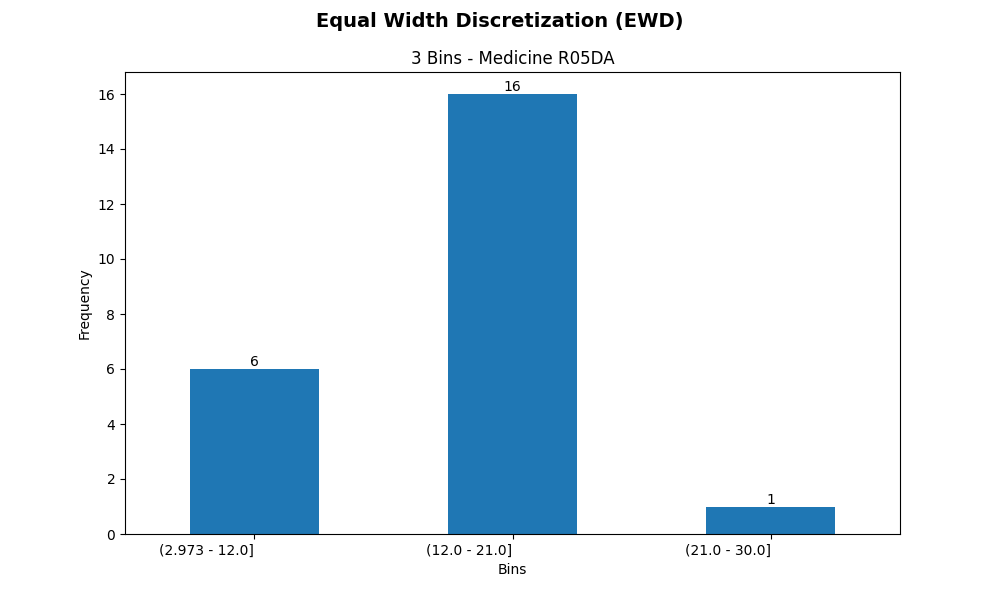 Equal Width Discretization (EWD)
3 Bins - Medicine R05DA
16
14
12
10
8
6
4
2
0
Frequency
6
16
1
(2.973 - 12.0]
(12.0 - 21.0]
(21.0 - 30.0]
Bins